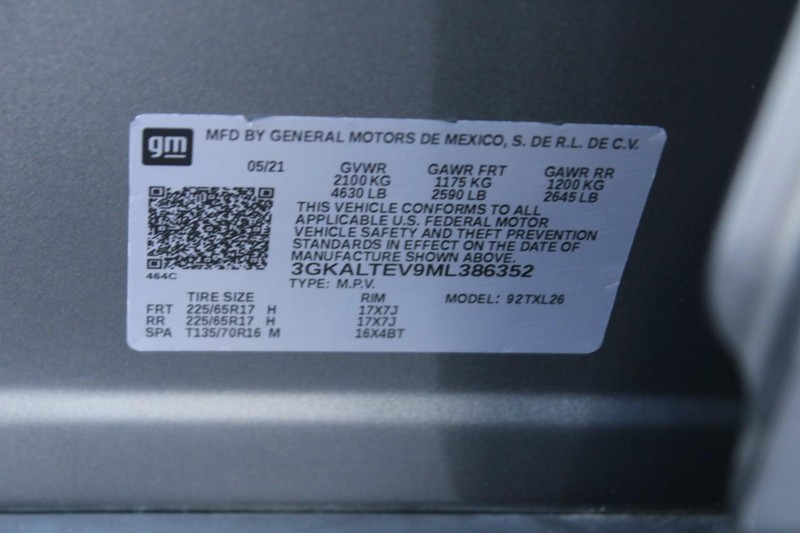 gm MFD BY GENERAL MOTORS DE MEXICO, S. DE R.L. DE C.V.
05/21 GVWR GAWR FRT GAWR RR
2100 KG 1175 KG 1200 KG
4630 LB 2590 LB 2645 LB
THIS VEHICLE CONFORMS TO ALL
APPLICABLE U.S. FEDERAL MOTOR
VEHICLE SAFETY AND THEFT PREVENTION
STANDARDS IN EFFECT ON THE DATE OF
MANUFACTURE SHOWN ABOVE.
3GKALTEV9ML386352
464C
TYPE: M.P.V.
TIRE SIZE RIM MODEL: 92TXL26
FRT 225/65R17 H 17X7J
RR 225/65R17 H 17X7J
SPA T135/70R16 M 16X4BT